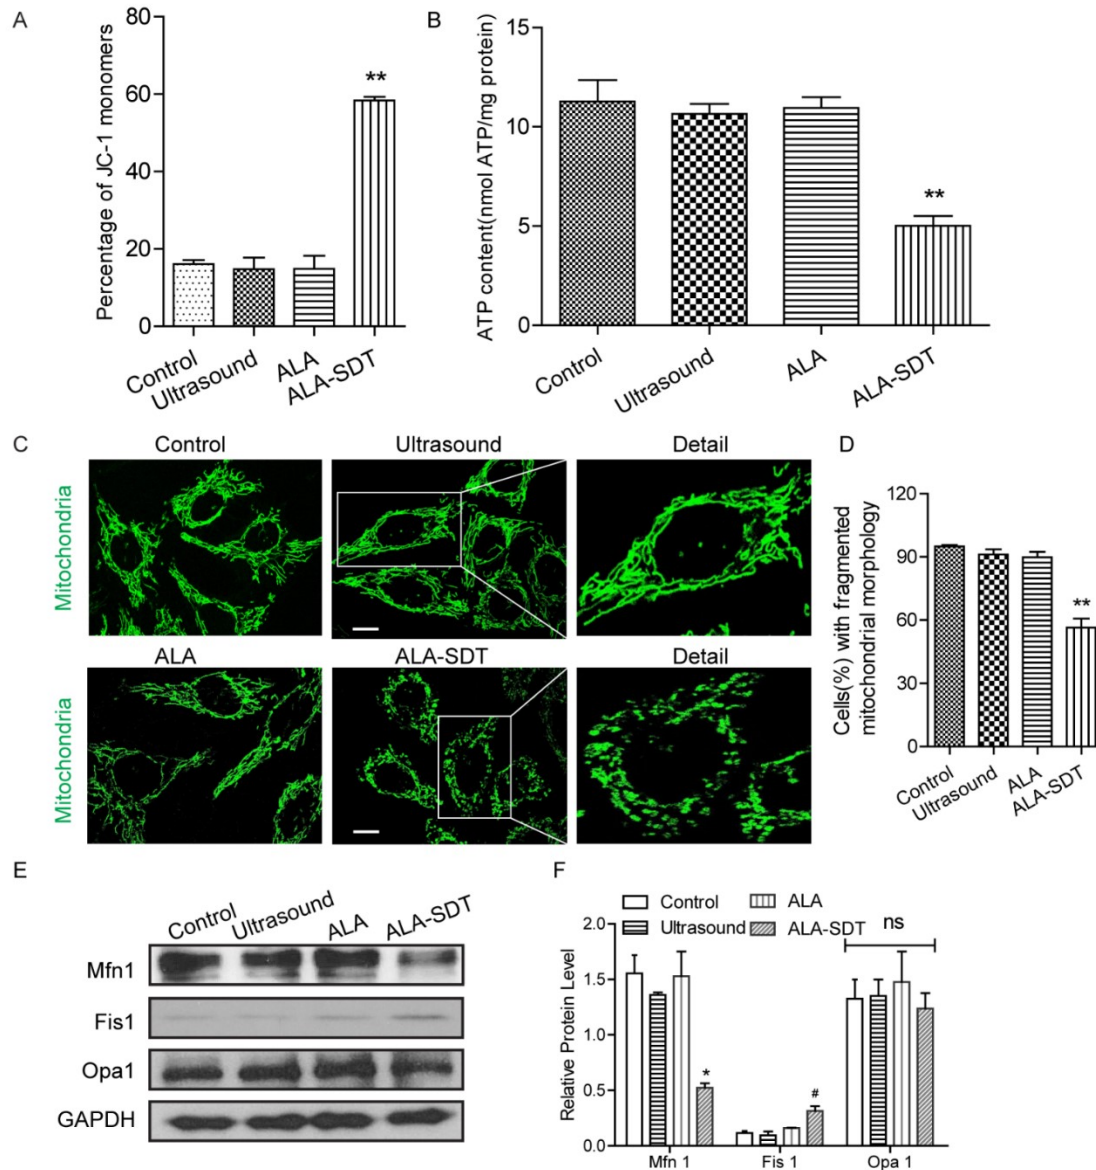 A
80
60
40
20
0
Percentage of JC-1 monomers
**
Control
Ultrasound
ALA
ALA-SDT
B
15
10
5
0
ATP content(nmol ATP/mg protein)
**
Control
Ultrasound
ALA
ALA-SDT
C
Control
Ultrasound
Detail
Mitochondria
ALA
ALA-SDT
Detail
Mitochondria
D
120
90
60
30
0
Cells(%) with fragmented
mitochondrial morphology
**
Control
Ultrasound
ALA
ALA-SDT
E
Control
Ultrasound
ALA
ALA-SDT
Mfn1
Fis1
Opa1
GAPDH
F
Control
Ultrasound
ALA
ALA-SDT
2.0
1.5
1.0
0.5
0.0
Relative Protein Level
*
#
ns
Mfn 1
Fis 1
Opa 1